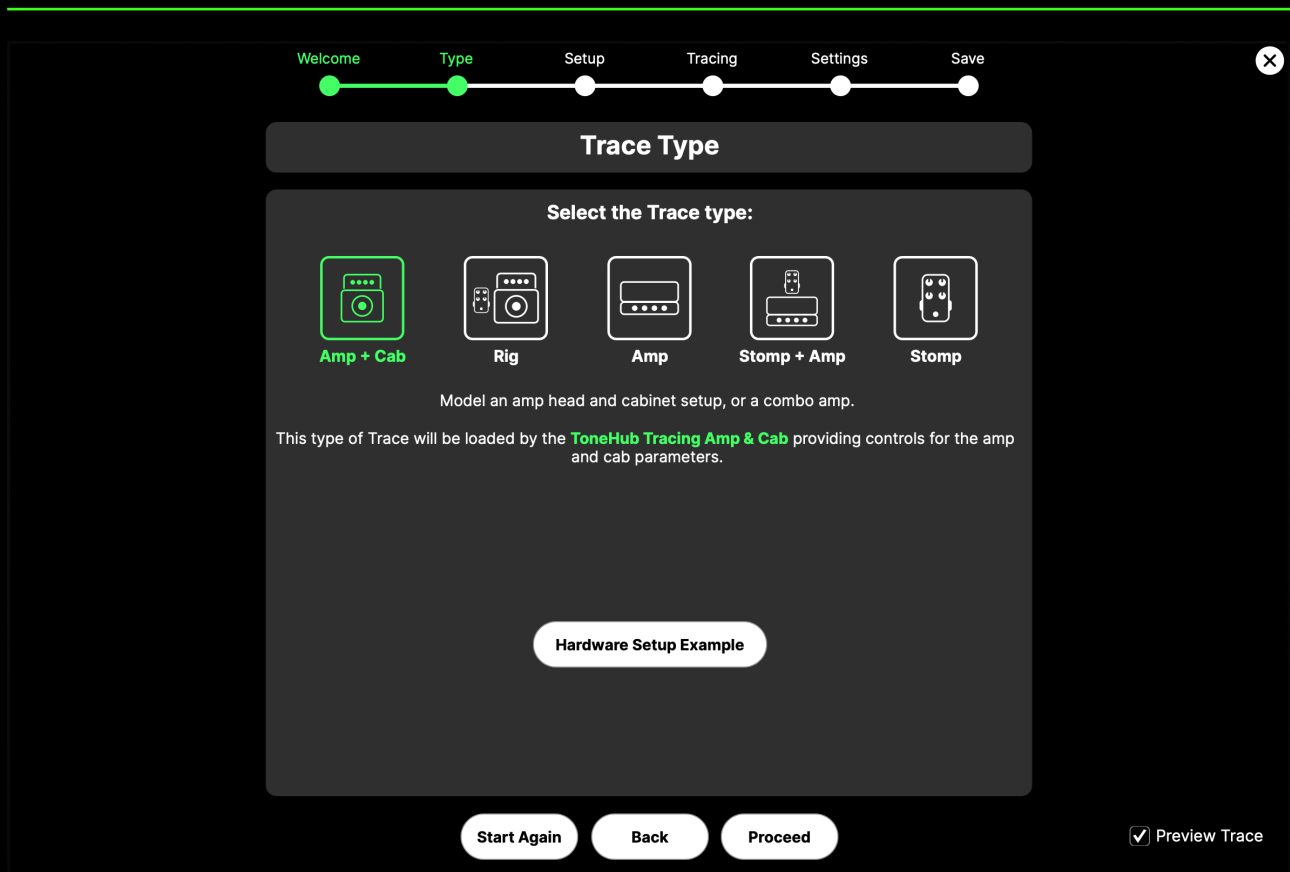 Welcome Type Setup Tracing Settings Save
Trace Type
Select the Trace type:
Amp + Cab Rig Amp Stomp + Amp Stomp
Model an amp head and cabinet setup, or a combo amp.
This type of Trace will be loaded by the ToneHub Tracing Amp & Cab providing controls for the amp
and cab parameters.
Hardware Setup Example
Start Again Back Proceed Preview Trace